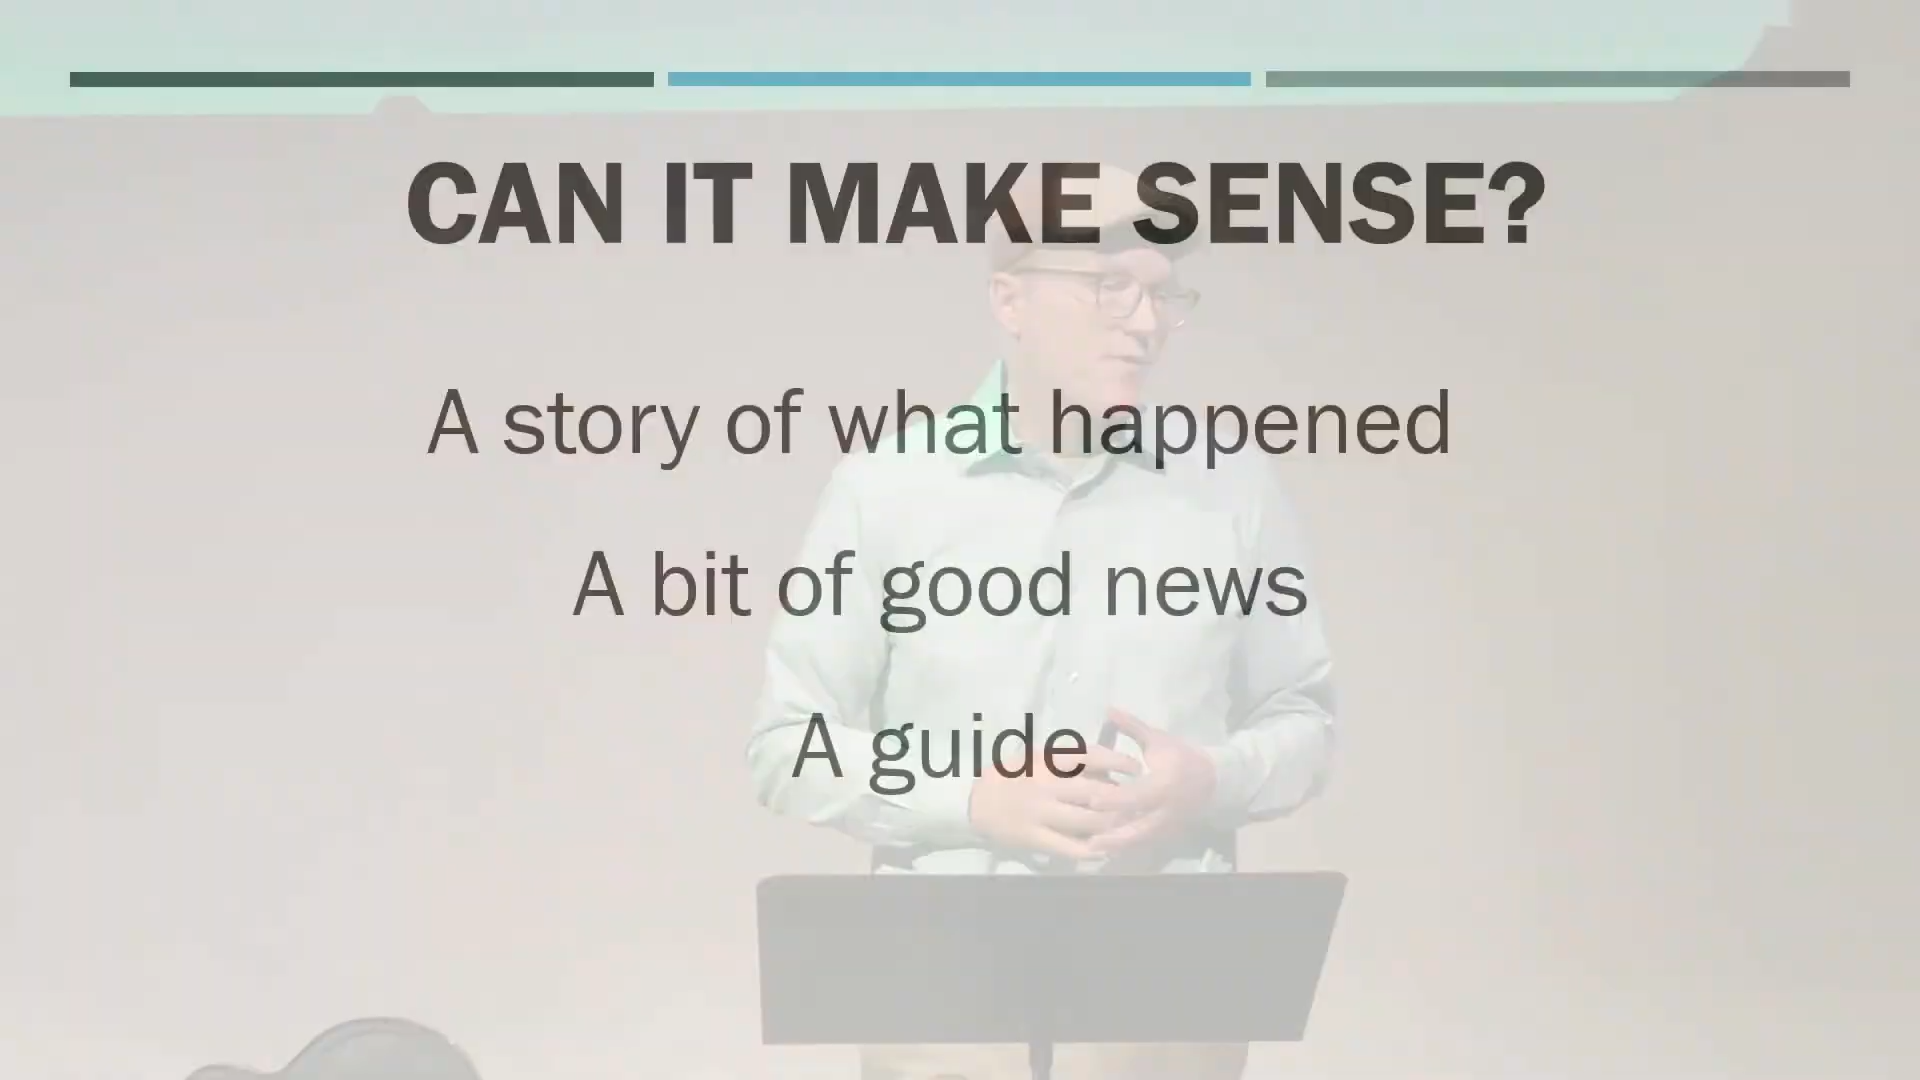 CAN IT MAKE SENSE?
A story of what happened
A bit of good news
A guide